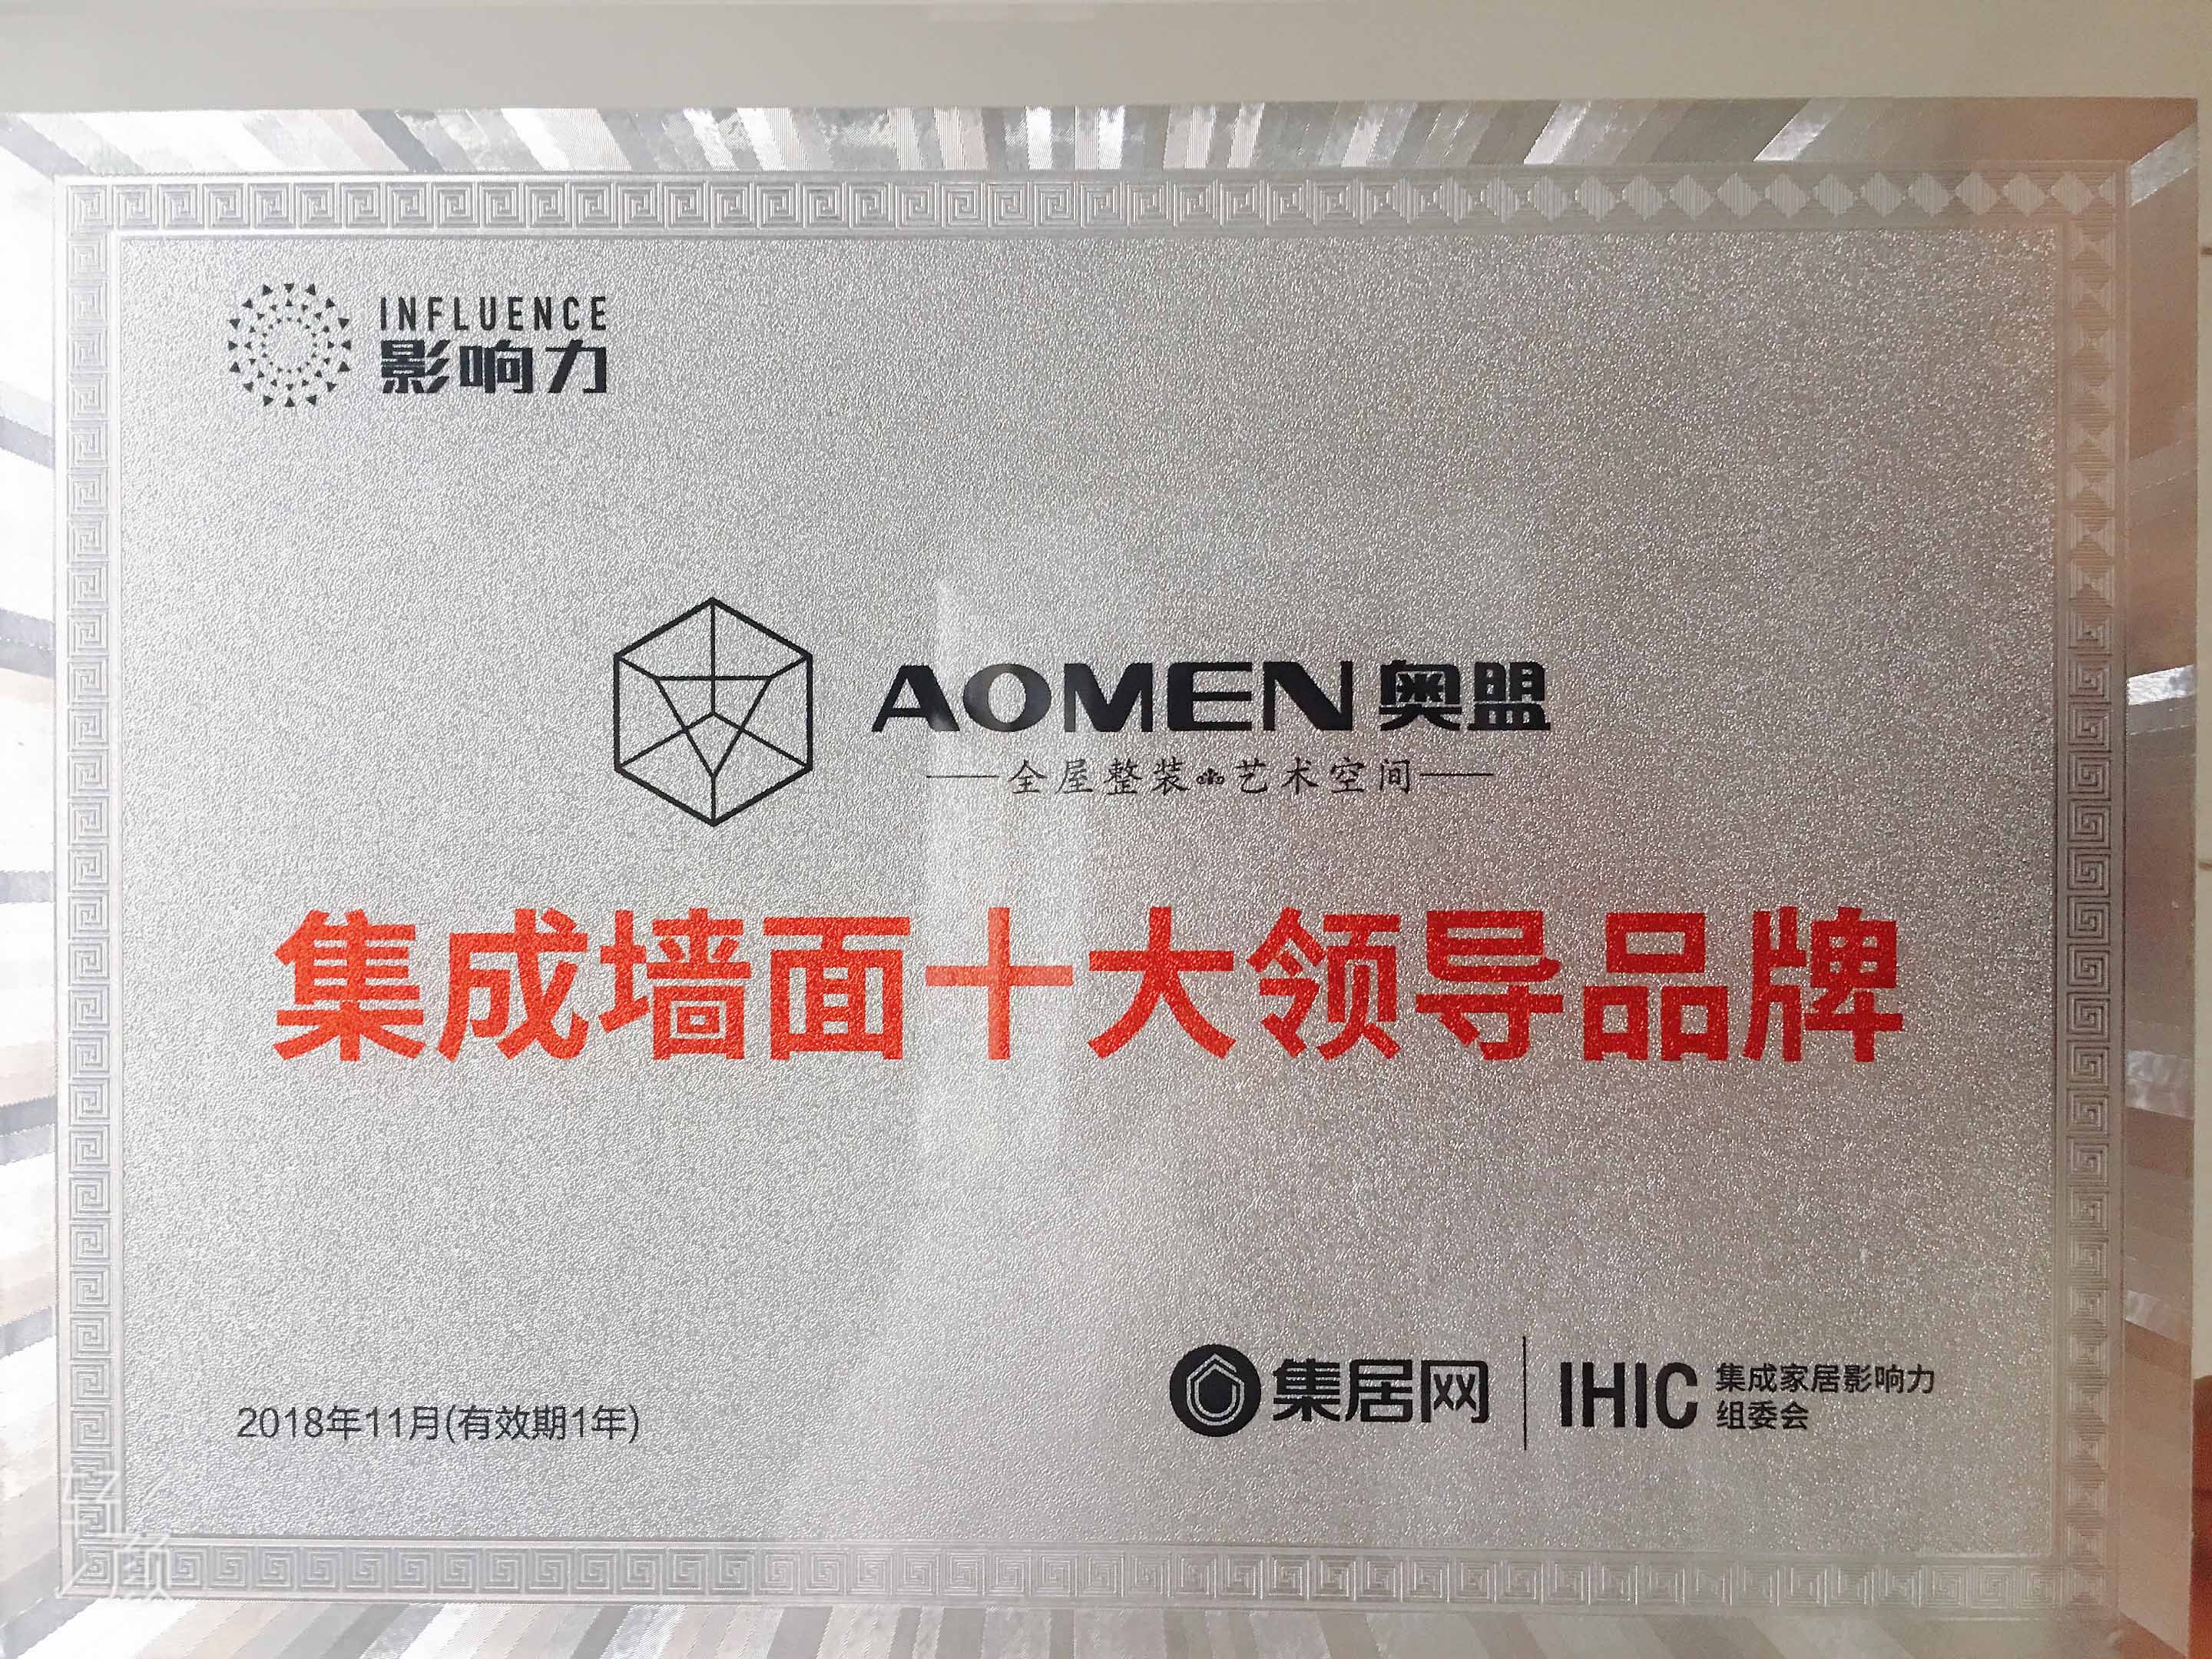 INFLUENCE
影响力
AOMEN奥盟
全屋整装 艺术空间
集成墙面十大领导品牌
2018年11月(有效期1年)
集居网 IHIC 集成家居影响力
组委会